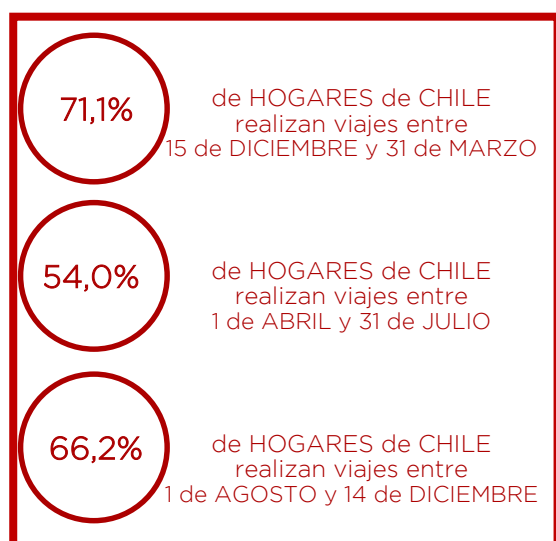 71,1%
de HOGARES de CHILE
realizan viajes entre
15 de DICIEMBRE y 31 de MARZO
54,0%
de HOGARES de CHILE
realizan viajes entre
1 de ABRIL y 31 de JULIO
66,2%
de HOGARES de CHILE
realizan viajes entre
1 de AGOSTO y 14 de DICIEMBRE